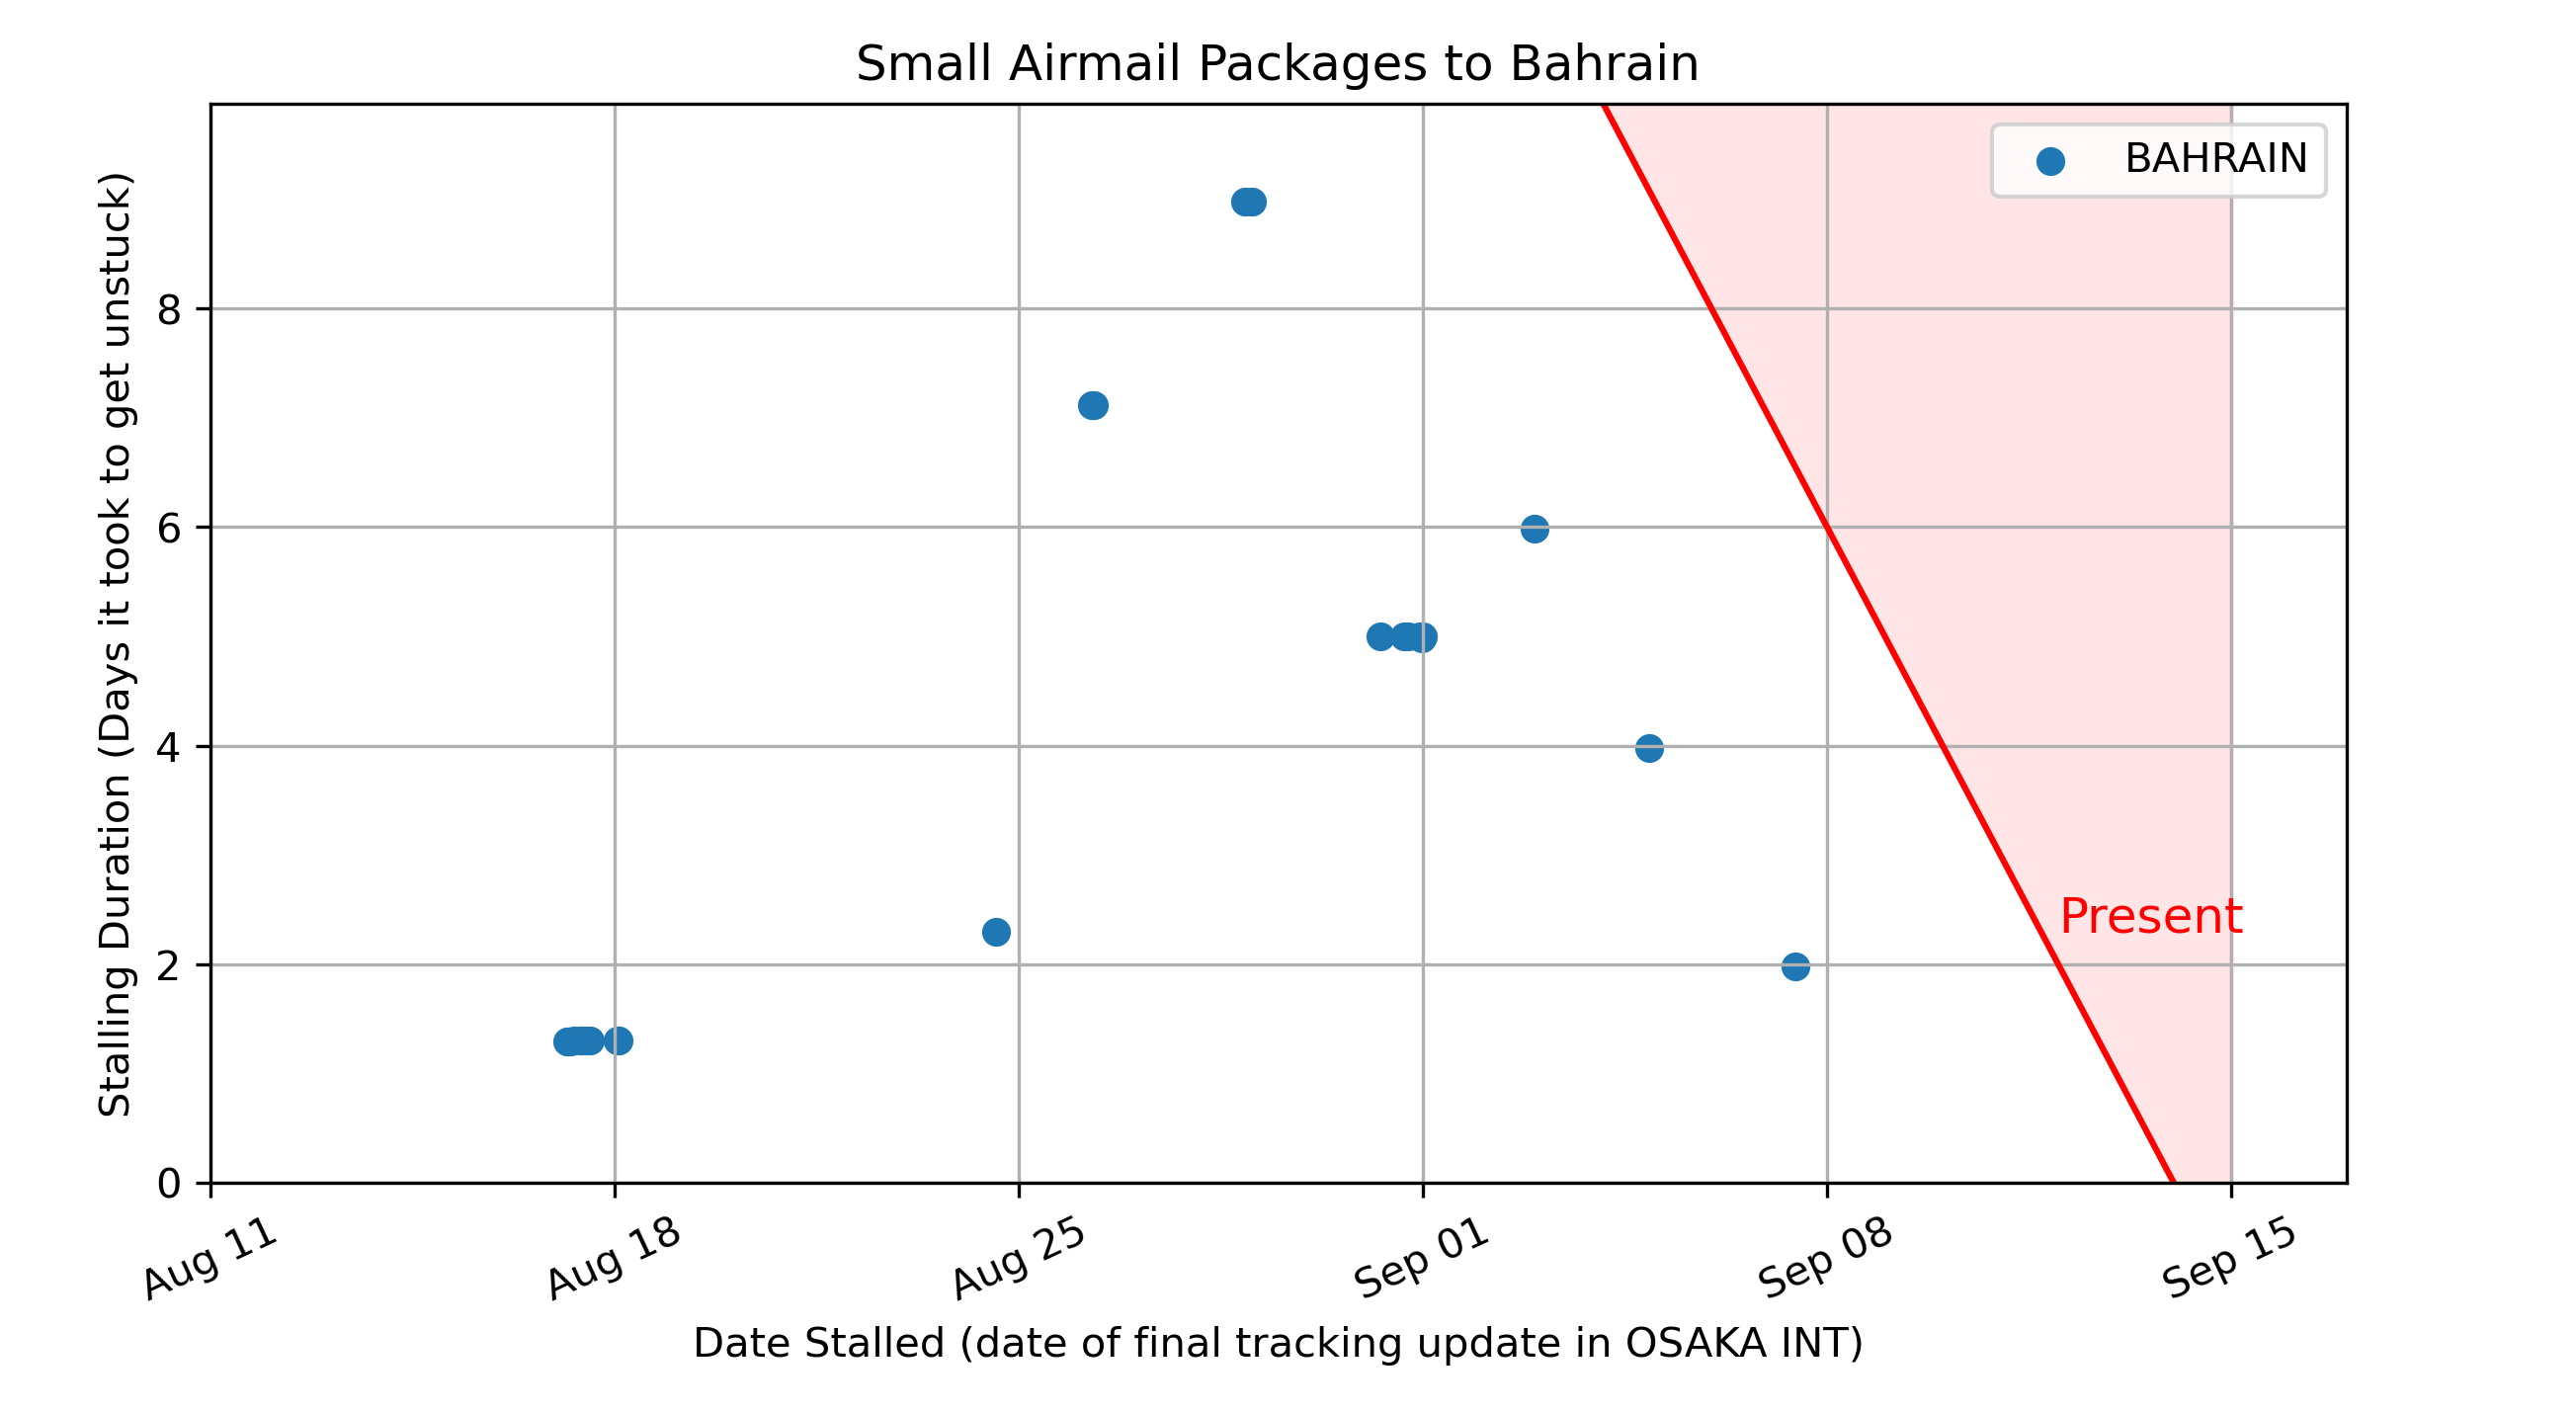 Small Airmail Packages to Bahrain
BAHRAIN
Stalling Duration (Days it took to get unstuck)
8
6
4
2
0
Present
Aug 11
Aug 18
Aug 25
Sep 01
Sep 08
Sep 15
Date Stalled (date of final tracking update in OSAKA INT)